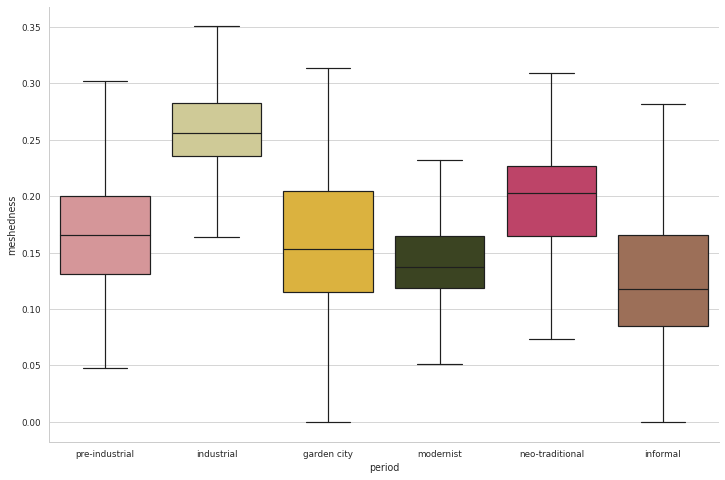 0.35
0.30
0.25
0.20
0.15
0.10
0.05
0.00
meshedness
pre-industrial
industrial
garden city
modernist
neo-traditional
informal
period